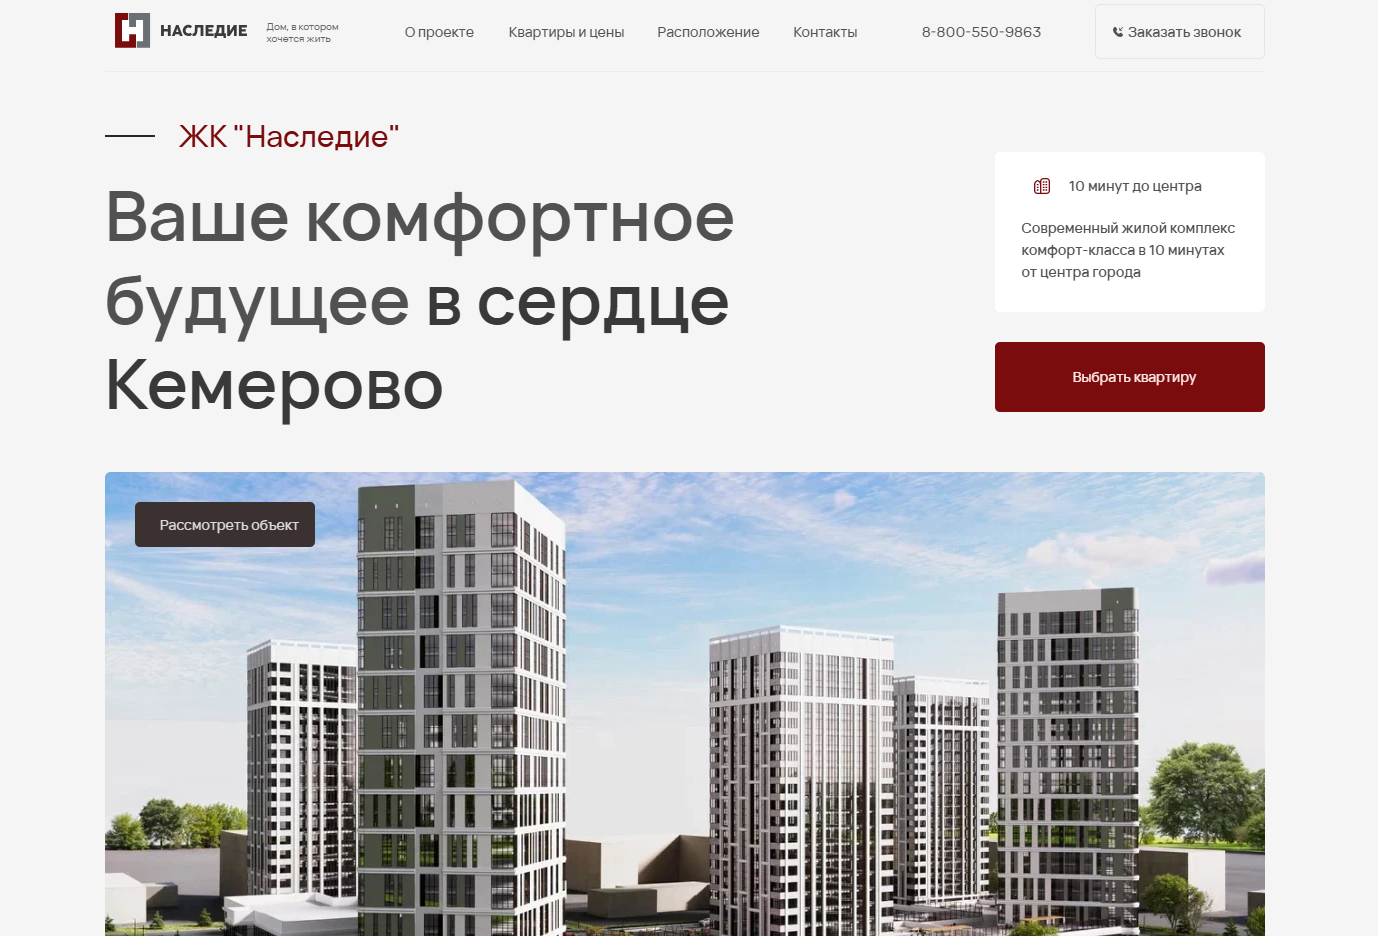 НАСЛЕДИЕ
Дом, в котором
хочется жить
О проекте
Квартиры и цены
Расположение
Контакты
8-800-550-9863
Заказать звонок
ЖК "Наследие"
Ваше комфортное
будущее в сердце
Кемерово
10 минут до центра
Современный жилой комплекс
комфорт-класса в 10 минутах
от центра города
Выбрать квартиру
Рассмотреть объект